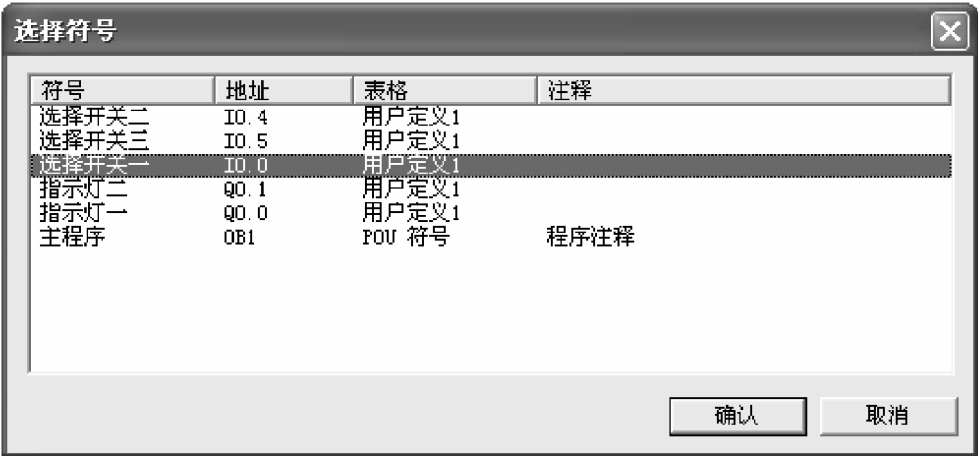 选择符号
符号 地址 表格 注释
选择开关二 I0.4 用户定义1
选择开关三 I0.5 用户定义1
选择开关一 I0.0 用户定义1
指示灯二 Q0.1 用户定义1
指示灯一 Q0.0 用户定义1
主程序 OB1 POU 符号 程序注释
确认 取消